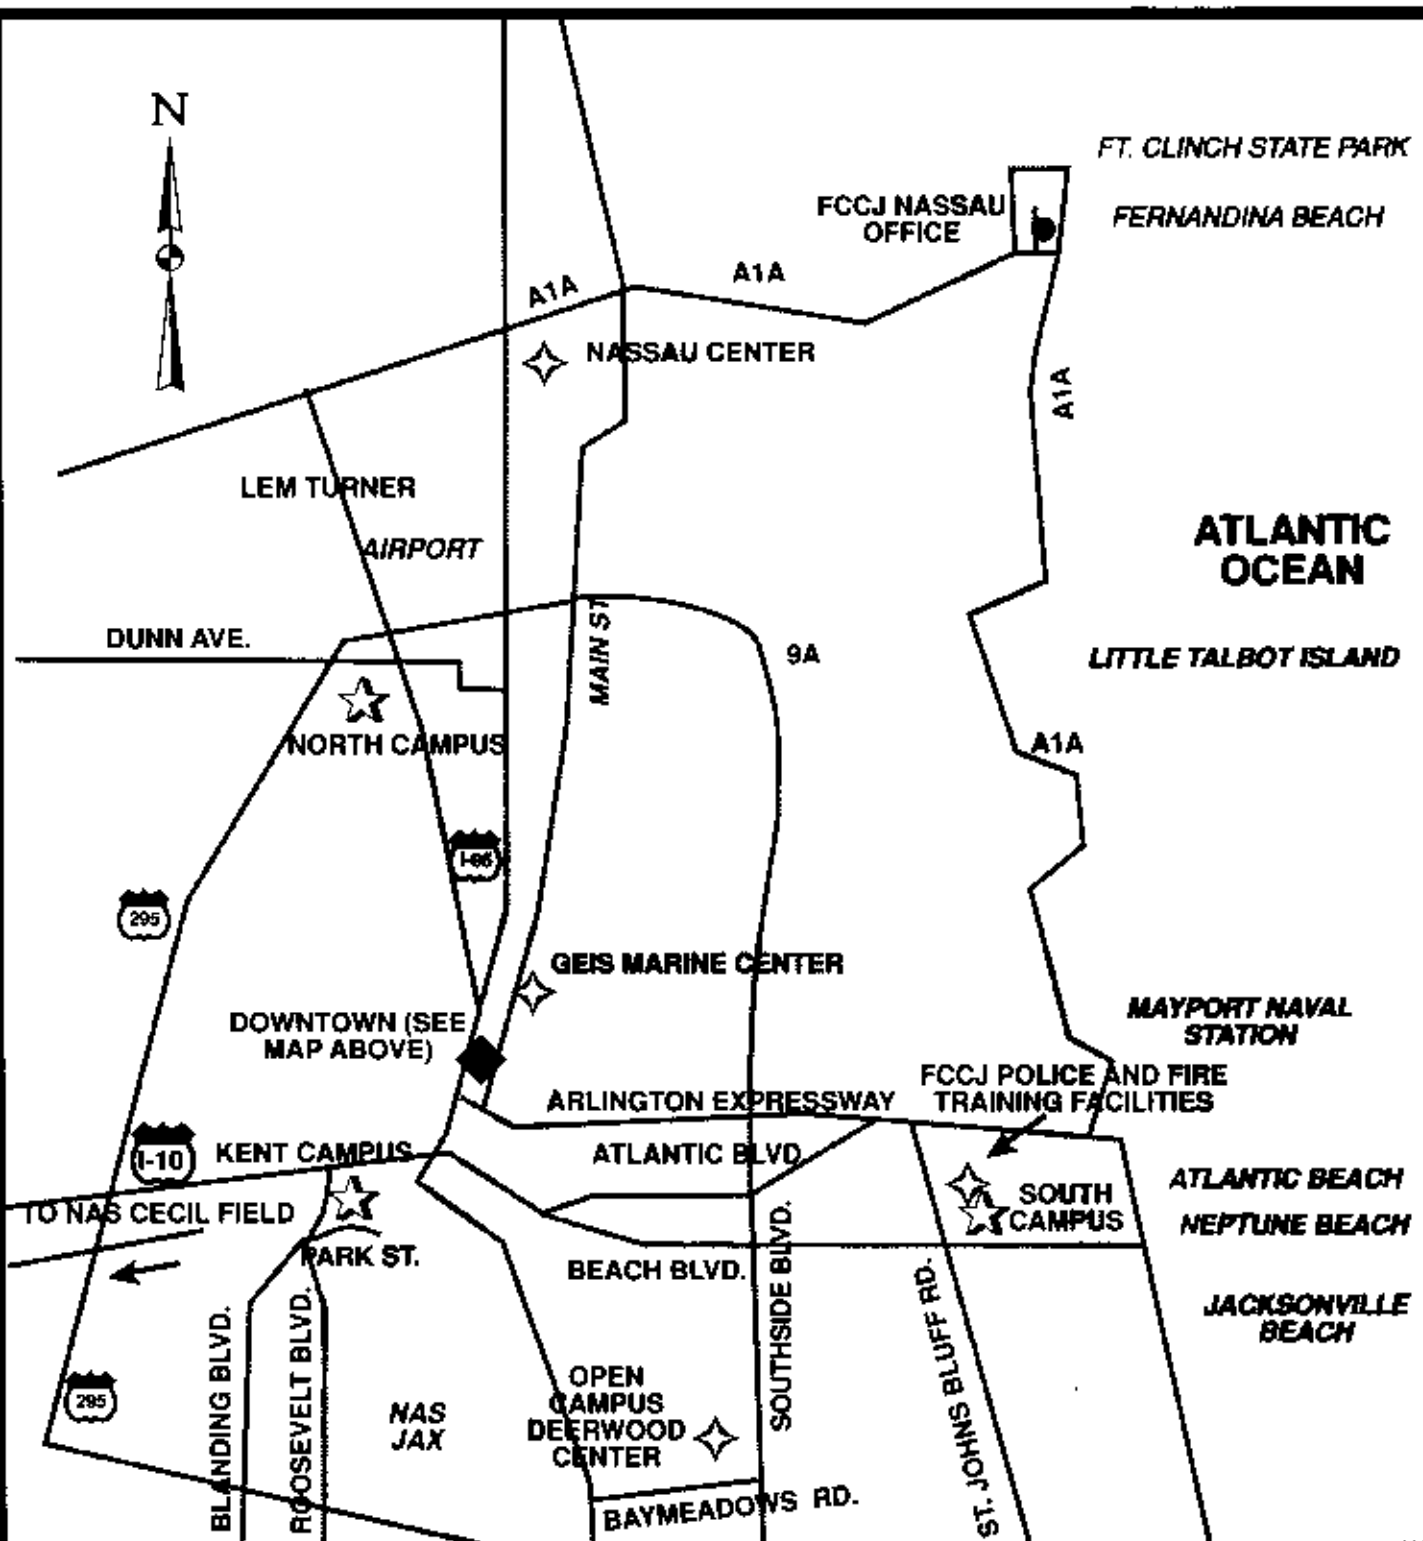 N
FT. CLINCH STATE PARK
FCCJ NASSAU
OFFICE
FERNANDINA BEACH
A1A
A1A
NASSAU CENTER
A1A
LEM TURNER
AIRPORT
ATLANTIC
OCEAN
DUNN AVE.
MAIN ST
9A
LITTLE TALBOT ISLAND
NORTH CAMPUS
A1A
I-95
295
GEIS MARINE CENTER
DOWNTOWN (SEE
MAP ABOVE)
MAYPORT NAVAL
STATION
FCCJ POLICE AND FIRE
TRAINING FACILITIES
ARLINGTON EXPRESSWAY
I-10
KENT CAMPUS
ATLANTIC BLVD.
ATLANTIC BEACH
SOUTH
CAMPUS
TO NAS CECIL FIELD
NEPTUNE BEACH
PARK ST.
BEACH BLVD.
SOUTHSIDE BLVD.
ST. JOHNS BLUFF RD.
JACKSONVILLE
BEACH
BLANDING BLVD.
ROOSEVELT BLVD.
295
NAS
JAX
OPEN
CAMPUS
DEERWOOD
CENTER
BAYMEADOWS RD.